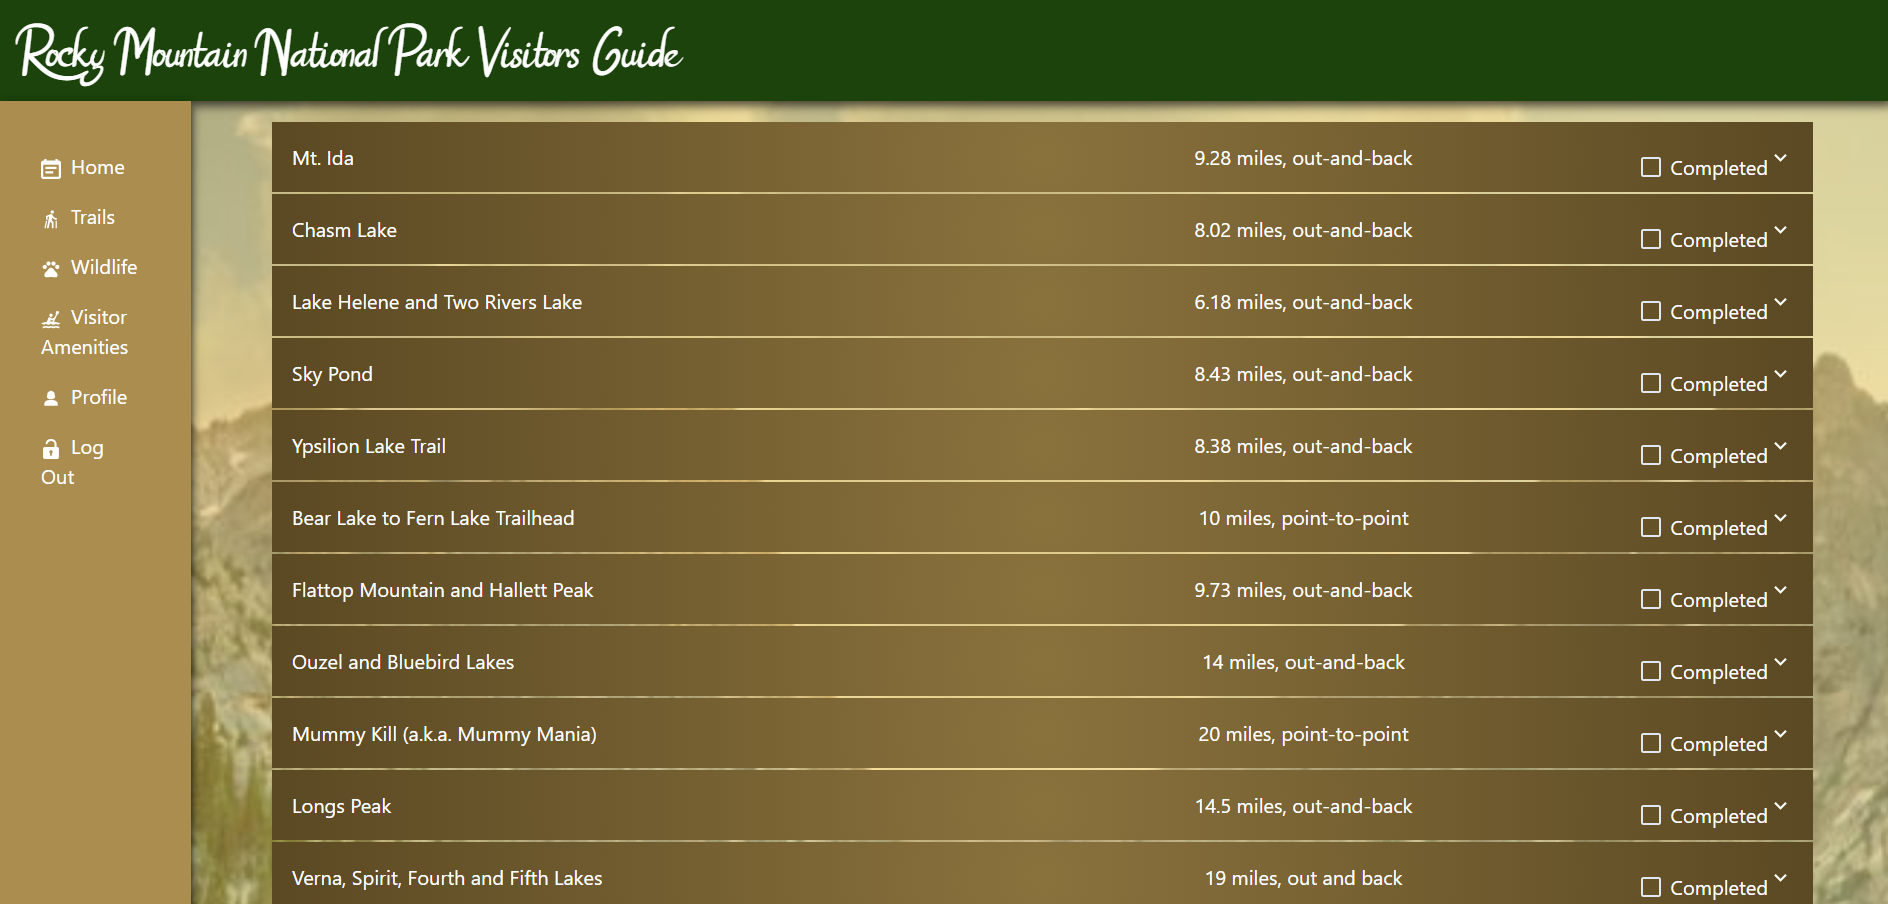 Rocky Mountain National Park Visitors Guide
Home
Trails
Wildlife
Visitor
Amenities
Profile
Log
Out
Mt. Ida 9.28 miles, out-and-back Completed
Chasm Lake 8.02 miles, out-and-back Completed
Lake Helene and Two Rivers Lake 6.18 miles, out-and-back Completed
Sky Pond 8.43 miles, out-and-back Completed
Ypsilion Lake Trail 8.38 miles, out-and-back Completed
Bear Lake to Fern Lake Trailhead 10 miles, point-to-point Completed
Flattop Mountain and Hallett Peak 9.73 miles, out-and-back Completed
Ouzel and Bluebird Lakes 14 miles, out-and-back Completed
Mummy Kill (a.k.a. Mummy Mania) 20 miles, point-to-point Completed
Longs Peak 14.5 miles, out-and-back Completed
Verna, Spirit, Fourth and Fifth Lakes 19 miles, out and back Completed